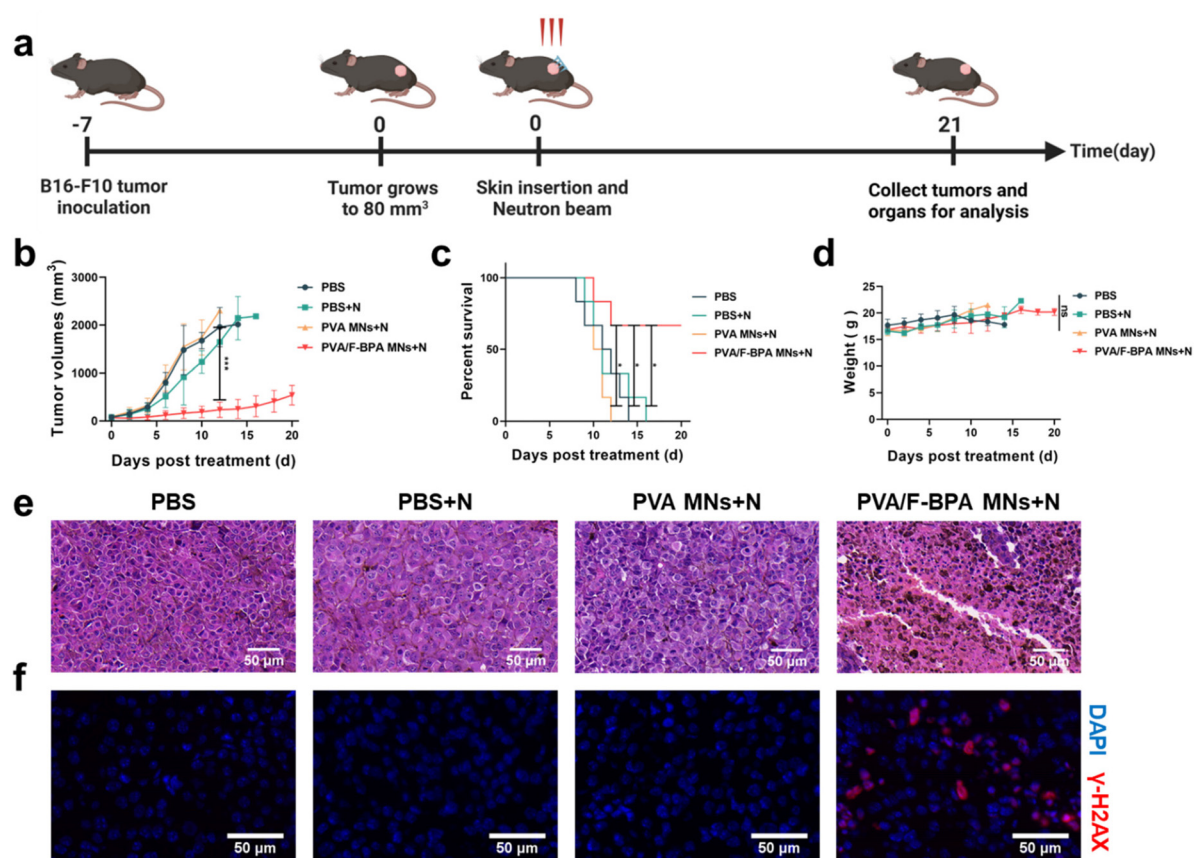 a
-7
0
0
21
Time(day)
B16-F10 tumor
inoculation
Tumor grows
to 80 mm³
Skin insertion and
Neutron beam
Collect tumors and
organs for analysis
b
Tumor volumes (mm³)
3000
2000
1000
0
0
5
10
15
20
Days post treatment (d)
***
PBS
PBS+N
PVA MNs+N
PVA/F-BPA MNs+N
c
Percent survival
100
50
0
0
5
10
15
20
Days post treatment (d)
*
*
*
PBS
PBS+N
PVA MNs+N
PVA/F-BPA MNs+N
d
Weight ( g )
25
20
15
10
5
0
0
5
10
15
20
Days post treatment (d)
PBS
PBS+N
PVA MNs+N
PVA/F-BPA MNs+N
ns
e
PBS
PBS+N
PVA MNs+N
PVA/F-BPA MNs+N
50 µm
50 µm
50 µm
50 µm
f
50 µm
50 µm
50 µm
50 µm
DAPI
γ-H2AX